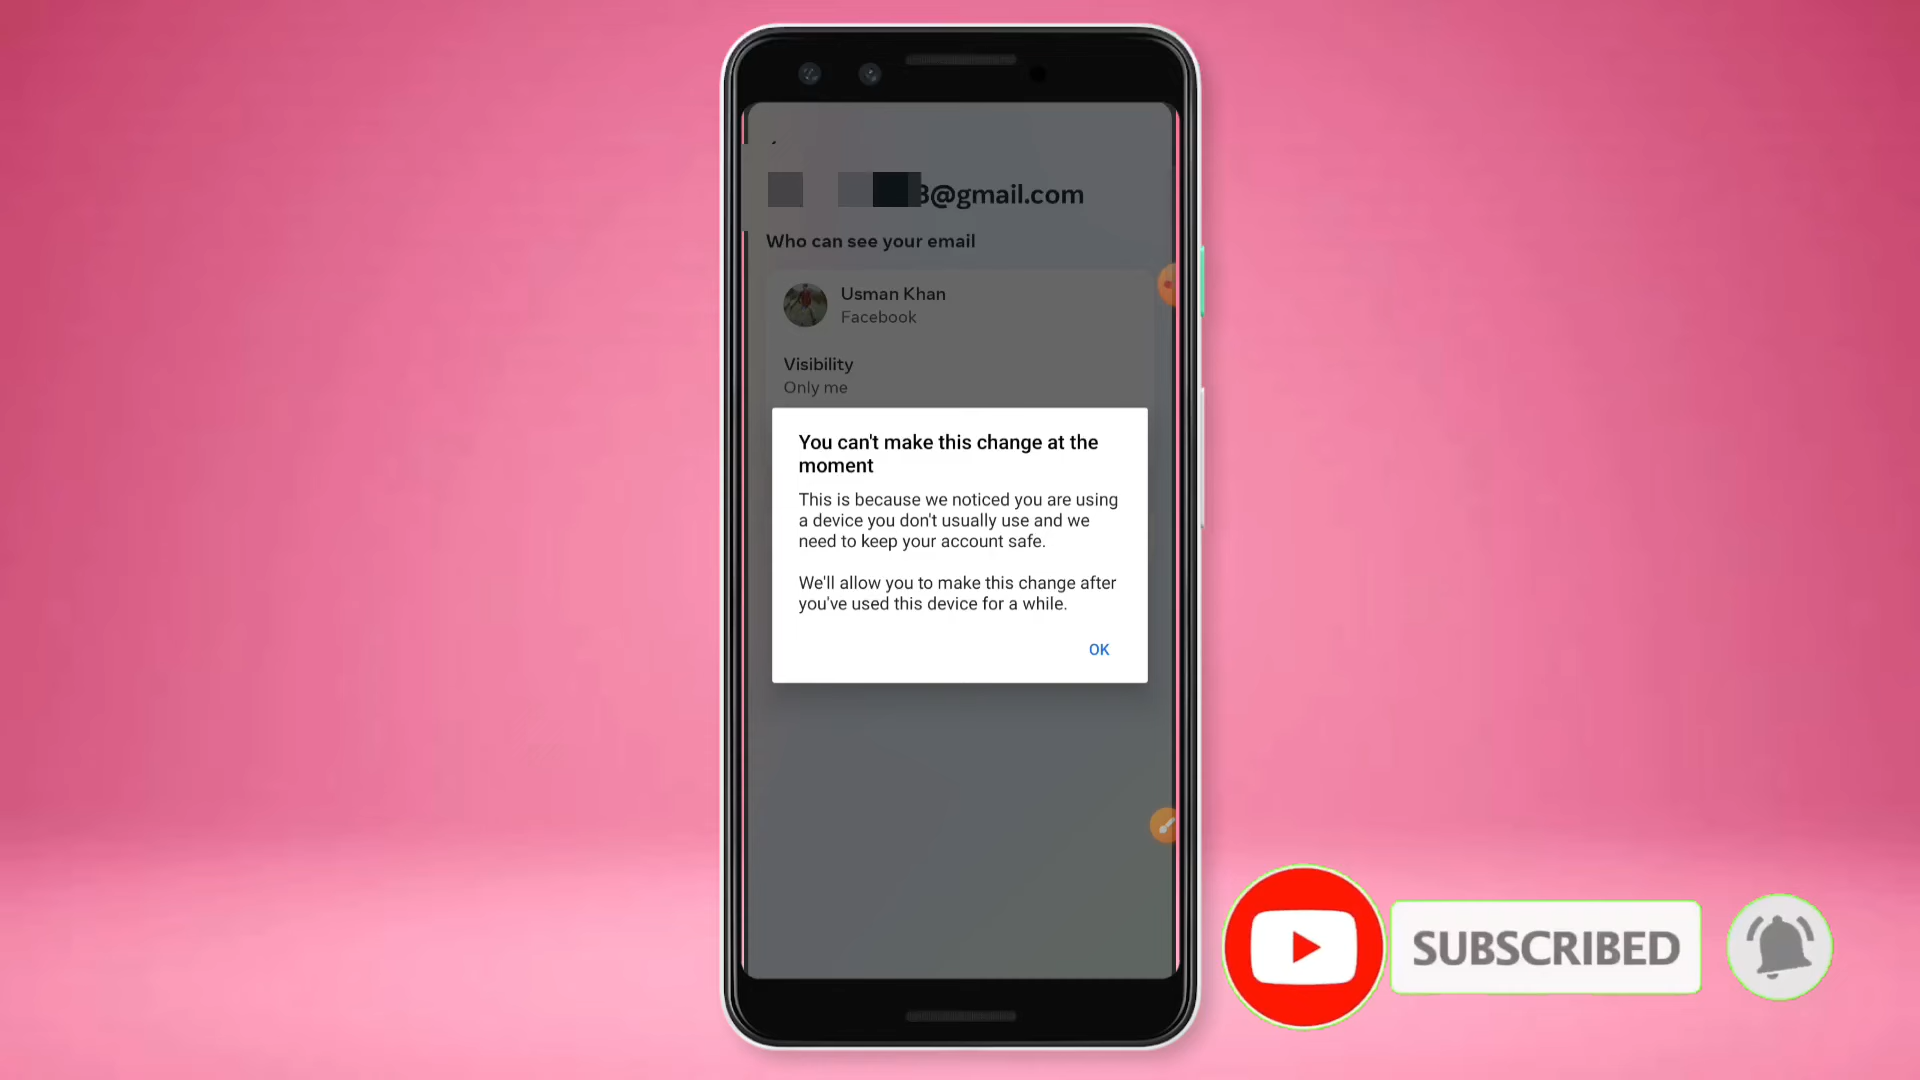 8@gmail.com
Who can see your email
Usman Khan
Facebook
Visibility
Only me
You can't make this change at the
moment
This is because we noticed you are using
a device you don't usually use and we
need to keep your account safe.
We'll allow you to make this change after
you've used this device for a while.
OK
SUBSCRIBED